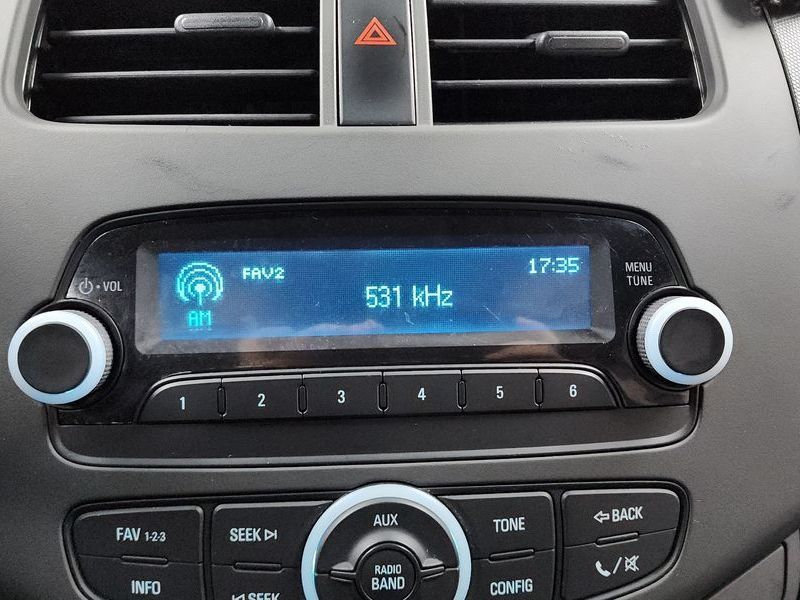 FAV2
17:35
531 kHz
AM
VOL
MENU
TUNE
1 2 3 4 5 6
FAV 1-2-3
SEEK
AUX
TONE
BACK
INFO
SEEK
RADIO
BAND
CONFIG